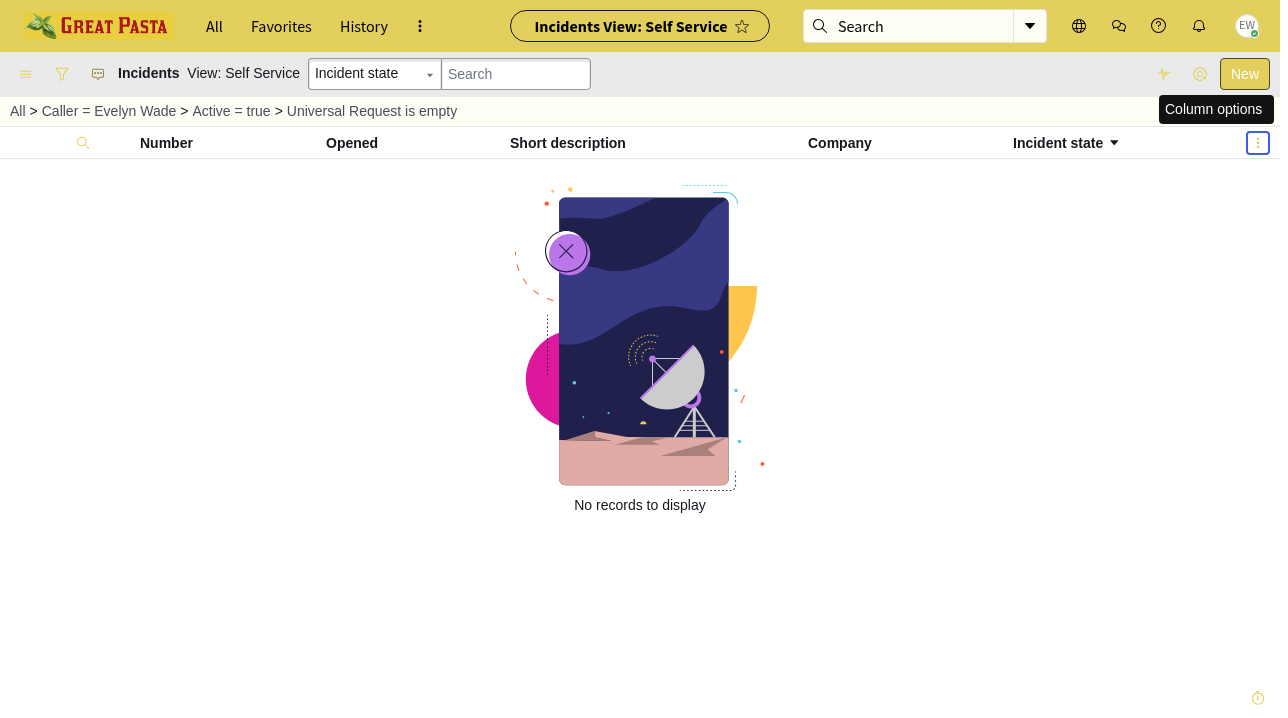 GREAT PASTA
All
Favorites
History
Incidents View: Self Service
Search
EW
Incidents View: Self Service
Incident state
Search
New
All > Caller = Evelyn Wade > Active = true > Universal Request is empty
Column options
Number
Opened
Short description
Company
Incident state
No records to display